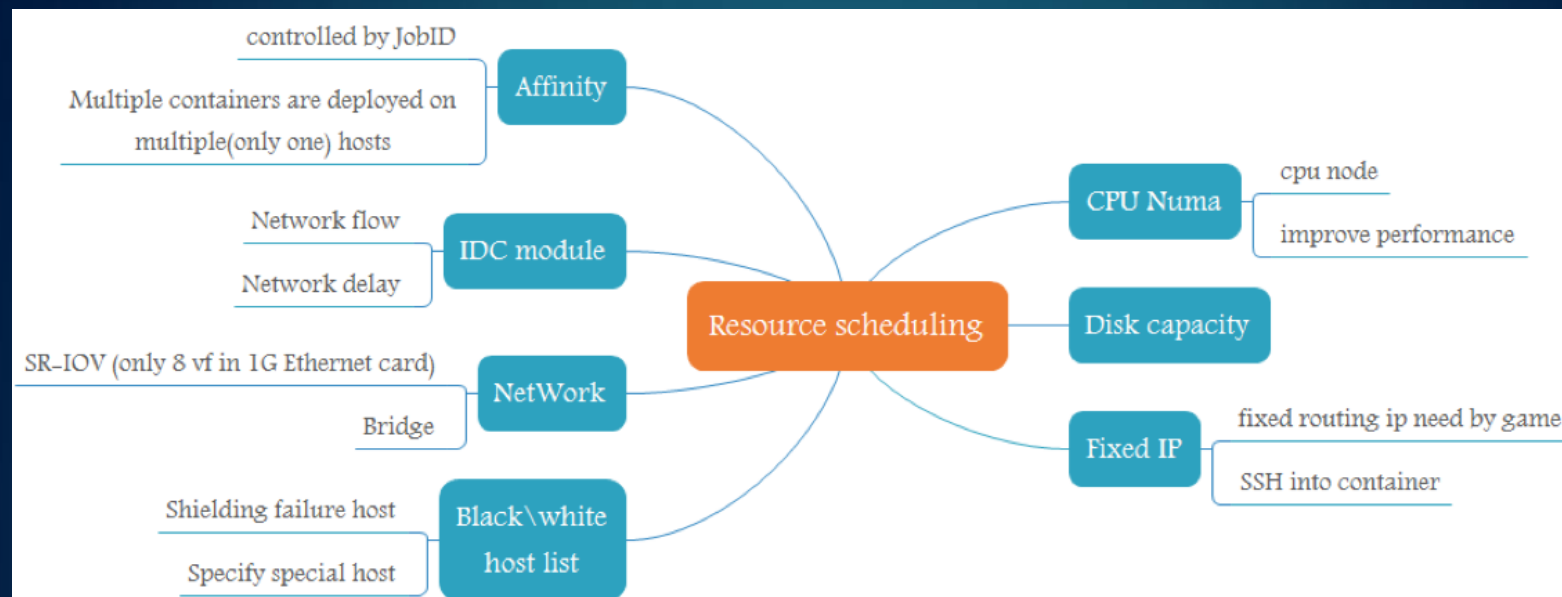 controlled by JobID
Affinity
Multiple containers are deployed on
multiple(only one) hosts
Network flow
IDC module
Network delay
SR-IOV (only 8 vf in 1G Ethernet card)
NetWork
Bridge
Shielding failure host
Black\white
host list
Specify special host
Resource scheduling
cpu node
CPU Numa
improve performance
Disk capacity
fixed routing ip need by game
Fixed IP
SSH into container